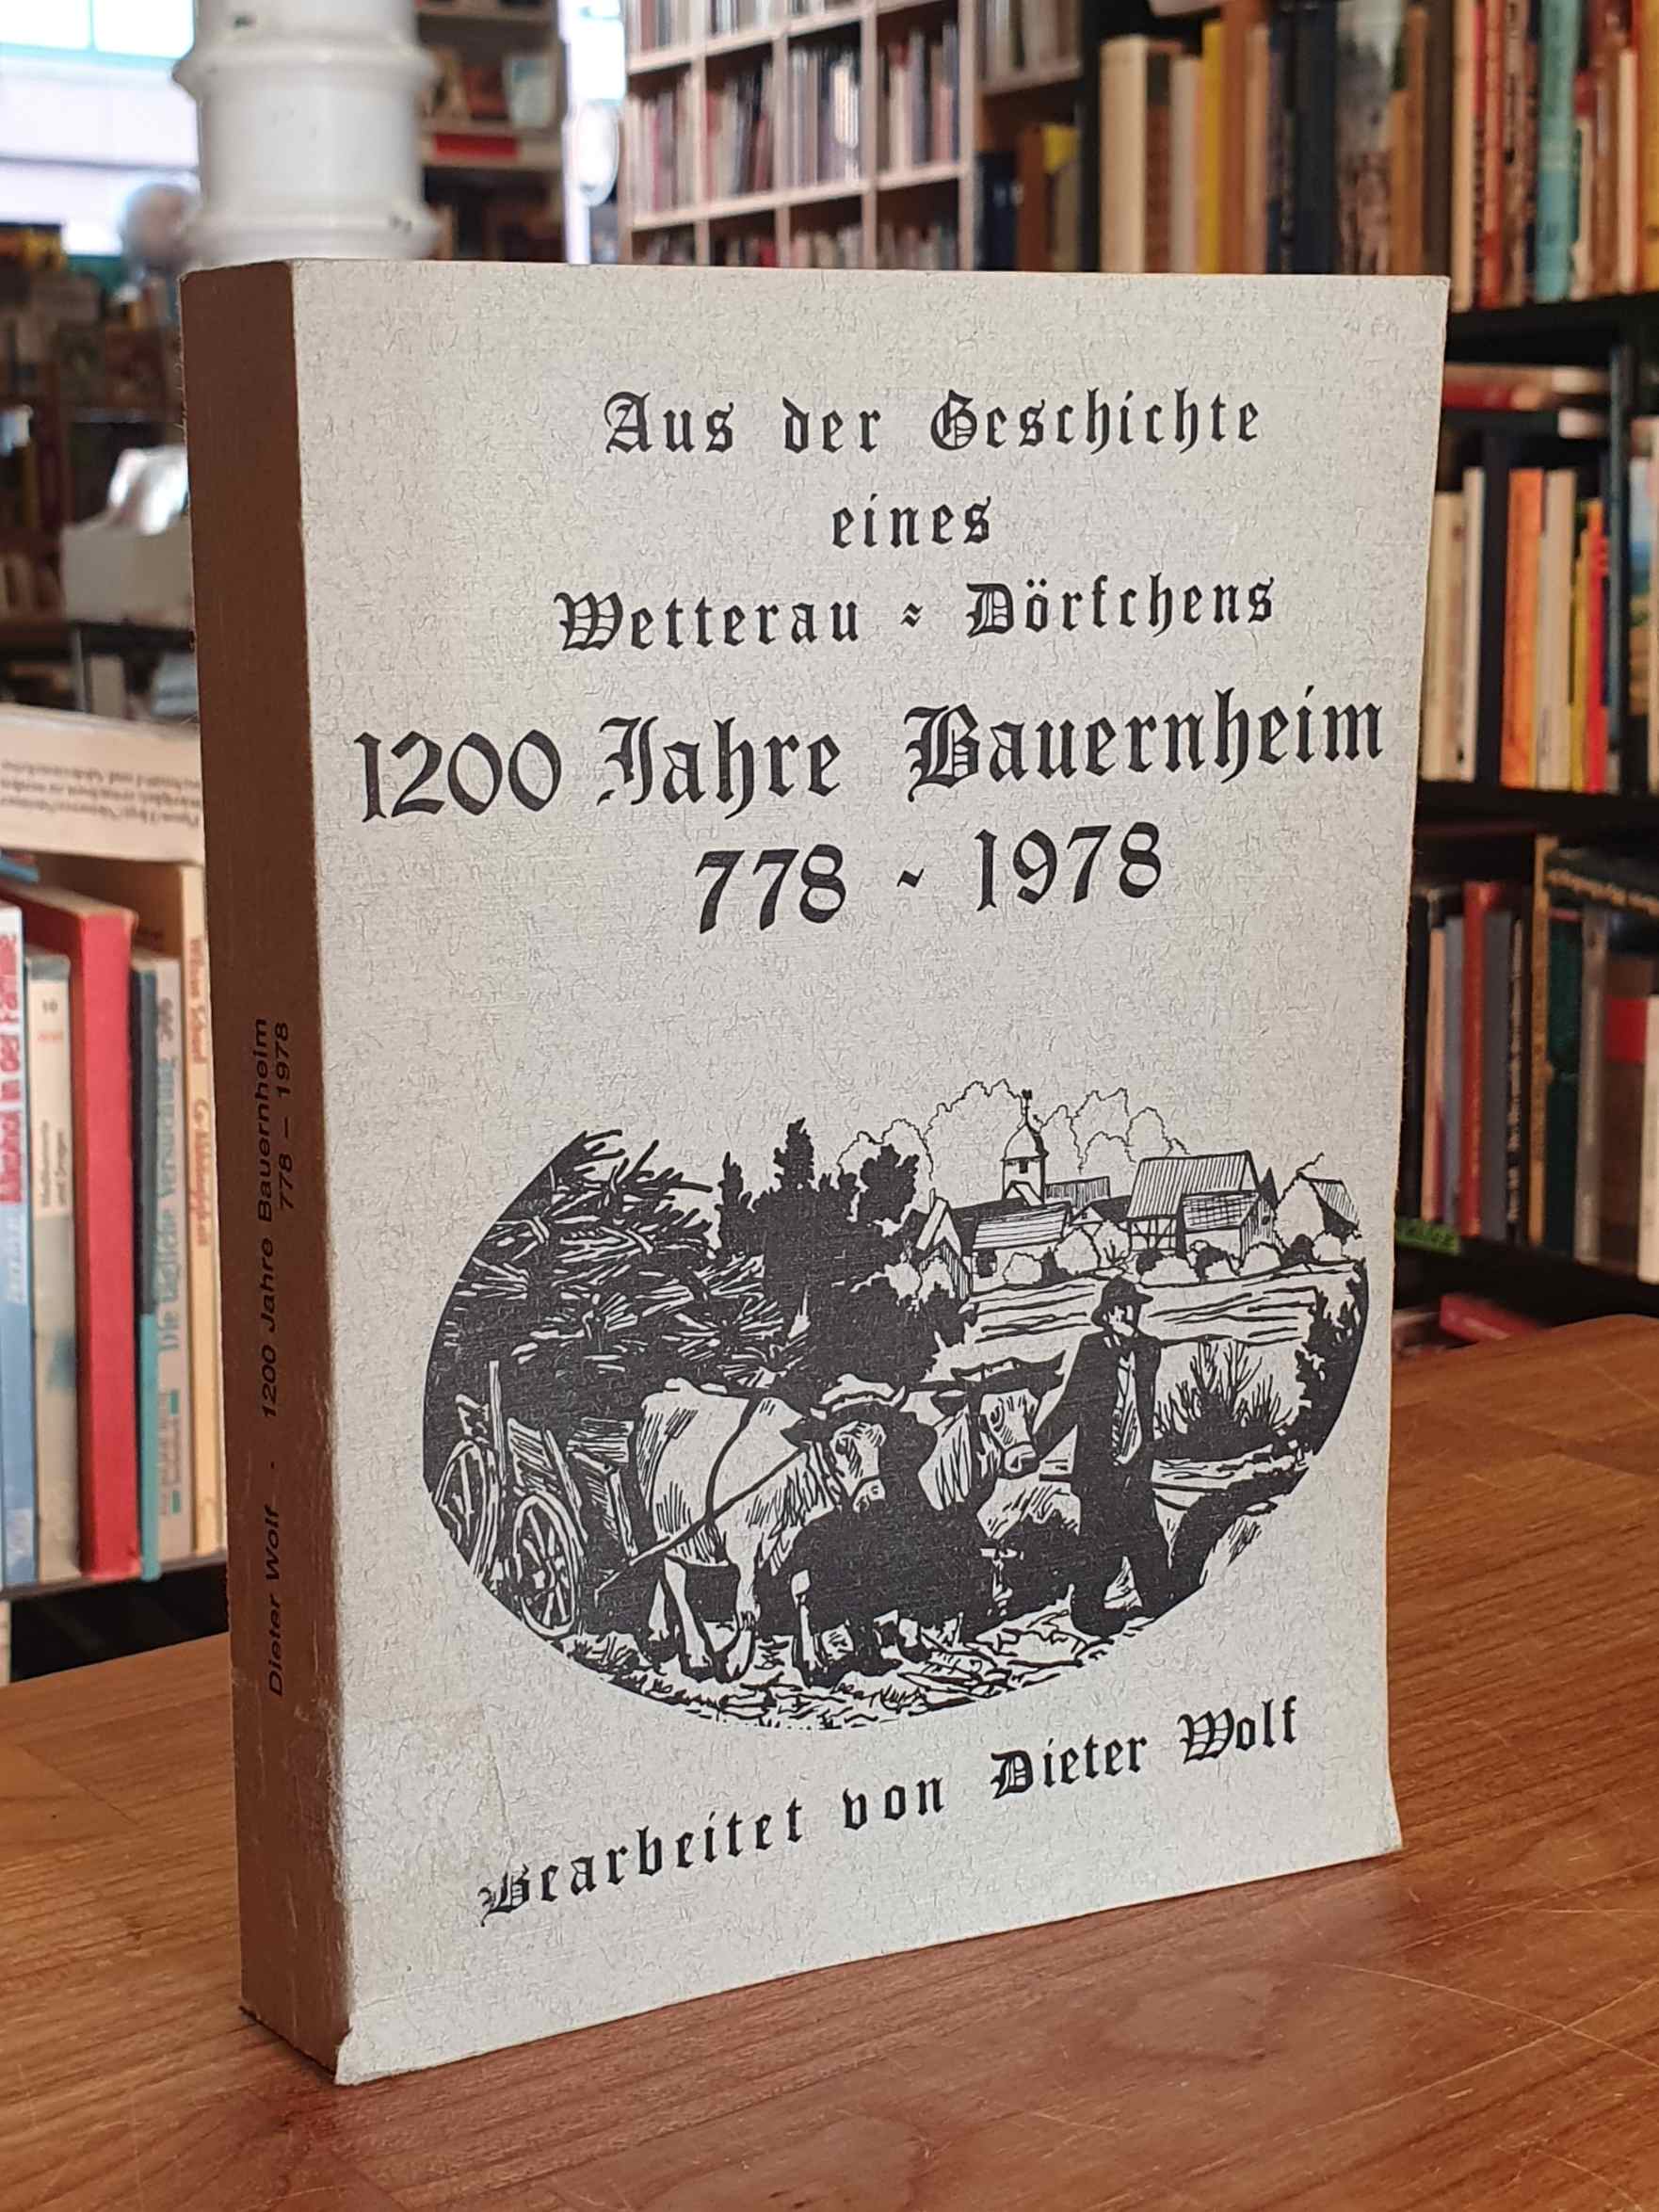 Aus der Geschichte
eines
Wetterau - Dörfchens
1200 Jahre Bauernheim
778 - 1978
Bearbeitet von Dieter Wolf
Dieter Wolf - 1200 Jahre Bauernheim
778 — 1978